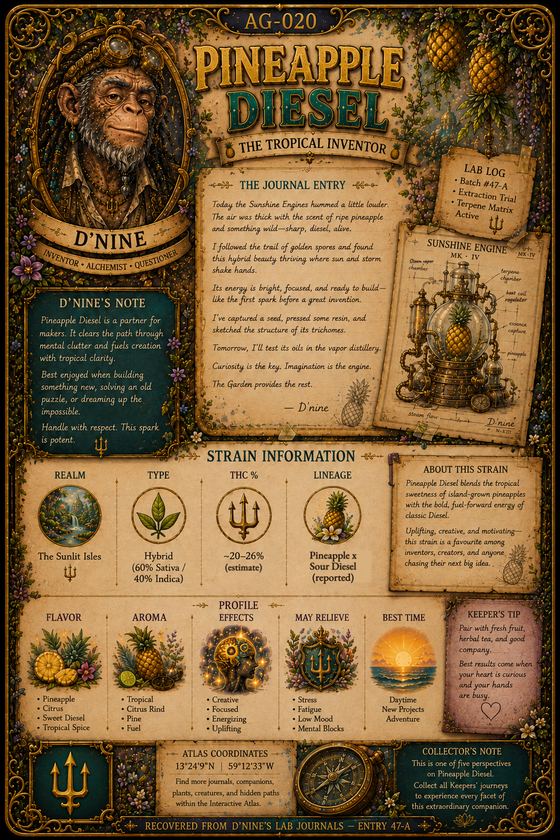 AG-020
PINEAPPLE
DIESEL
THE TROPICAL INVENTOR
D'NINE
INVENTOR • ALCHEMIST • QUESTIONER
THE JOURNAL ENTRY
Today the Sunshine Engines hummed a little louder.
The air was thick with the scent of ripe pineapple
and something wild—sharp, diesel, alive.
I followed the trail of golden spores and found
this hybrid beauty thriving where sun and storm
shake hands.
Its energy is bright, focused, and ready to build—
like the first spark before a great invention.
I've captured a seed, pressed some resin, and
sketched the structure of its trichomes.
Tomorrow, I'll test its oils in the vapor distillery.
Curiosity is the key. Imagination is the engine.
The Garden provides the rest.
— D'nine
LAB LOG
• Batch #47-A
• Extraction Trial
• Terpene Matrix
Active
SUNSHINE ENGINE
MK · IV
MK·IV
chamber
terpene
chamber
heat coil
regulator
essence
capture
pineapple
steam flow
D'nine
D'NINE'S NOTE
Pineapple Diesel is a partner for
makers. It clears the path through
mental clutter and fuels creation
with tropical clarity.
Best enjoyed when building
something new, solving an old
puzzle, or dreaming up the
impossible.
Handle with respect. This spark
is potent.
STRAIN INFORMATION
REALM
The Sunlit Isles
TYPE
Hybrid
(60% Sativa /
40% Indica)
THC %
~20–26%
(estimate)
LINEAGE
Pineapple x
Sour Diesel
(reported)
ABOUT THIS STRAIN
Pineapple Diesel blends the tropical
sweetness of island-grown pineapples
with the bold, fuel-forward energy of
classic Diesel.
Uplifting, creative, and motivating—
this strain is a favourite among
inventors, creators, and anyone
chasing their next big idea.
PROFILE
FLAVOR
• Pineapple
• Citrus
• Sweet Diesel
• Tropical Spice
AROMA
• Tropical
• Citrus Rind
• Pine
• Fuel
EFFECTS
• Creative
• Focused
• Energizing
• Uplifting
MAY RELIEVE
• Stress
• Fatigue
• Low Mood
• Mental Blocks
BEST TIME
Daytime
New Projects
Adventure
KEEPER'S TIP
Pair with fresh fruit,
herbal tea, and good
company.
Best results come when
your heart is curious
and your hands
are busy.
ATLAS COORDINATES
13°24'9"N | 59°12'33"W
Find more journals, companions,
plants, creatures, and hidden paths
within the Interactive Atlas.
COLLECTOR'S NOTE
This is one of five perspectives
on Pineapple Diesel.
Collect all Keepers' journeys
to experience every facet of
this extraordinary companion.
RECOVERED FROM D'NINE'S LAB JOURNALS — ENTRY 47-A